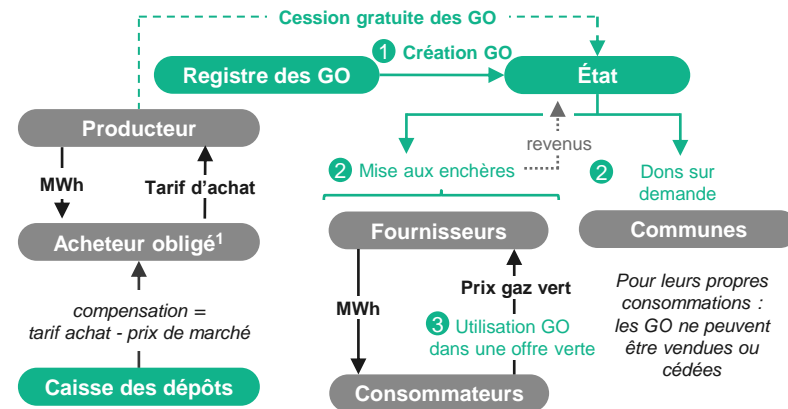 Cession gratuite des GO
1 Création GO
Registre des GO
État
Producteur
revenus
MWh
Tarif d'achat
2 Mise aux enchères
2 Dons sur
demande
Acheteur obligé1
Fournisseurs
Communes
compensation =
tarif achat - prix de marché
MWh
Prix gaz vert
3 Utilisation GO
dans une offre verte
Pour leurs propres
consommations :
les GO ne peuvent
être vendues ou
cédées
Caisse des dépôts
Consommateurs